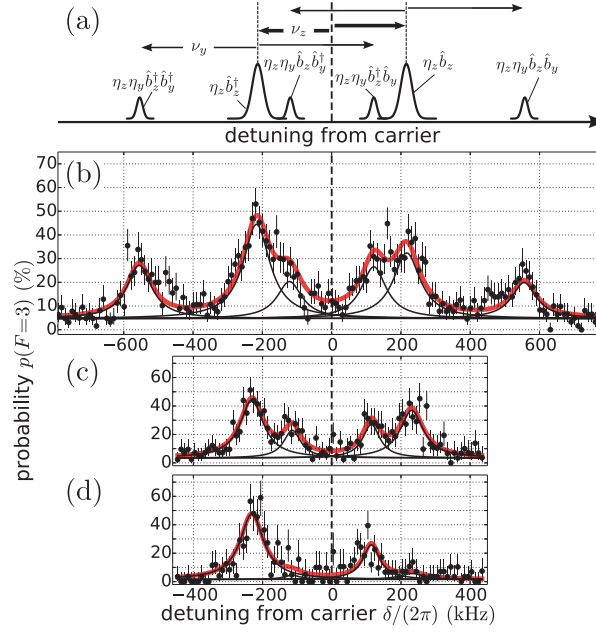 (a)
ν_z
ν_y
η_zη_y b̂_z†b̂_y†
η_z b̂_z†
η_zη_y b̂_z b̂_y†
η_zη_y b̂_z†b̂_y
η_z b̂_z
η_zη_y b̂_z b̂_y
detuning from carrier
(b)
70
60
50
40
30
20
10
0
−600 −400 −200 0 200 400 600
probability p(F=3) (%)
(c)
60
40
20
0
(d)
60
40
20
0
−400 −200 0 200 400
detuning from carrier δ/(2π) (kHz)